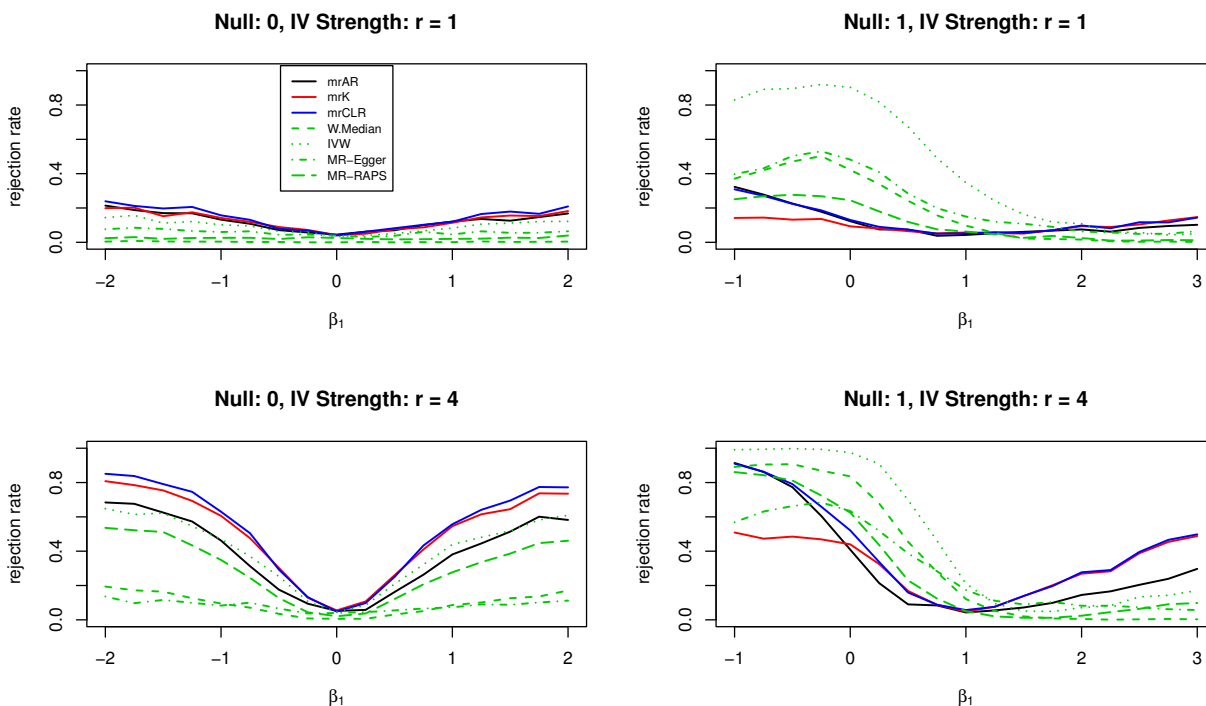 Null: 0, IV Strength: r = 1
rejection rate
0.0 0.4 0.8
mrAR
mrK
mrCLR
W.Median
IVW
MR−Egger
MR−RAPS
−2 −1 0 1 2
β1
Null: 1, IV Strength: r = 1
rejection rate
0.0 0.4 0.8
−1 0 1 2 3
β1
Null: 0, IV Strength: r = 4
rejection rate
0.0 0.4 0.8
−2 −1 0 1 2
β1
Null: 1, IV Strength: r = 4
rejection rate
0.0 0.4 0.8
−1 0 1 2 3
β1